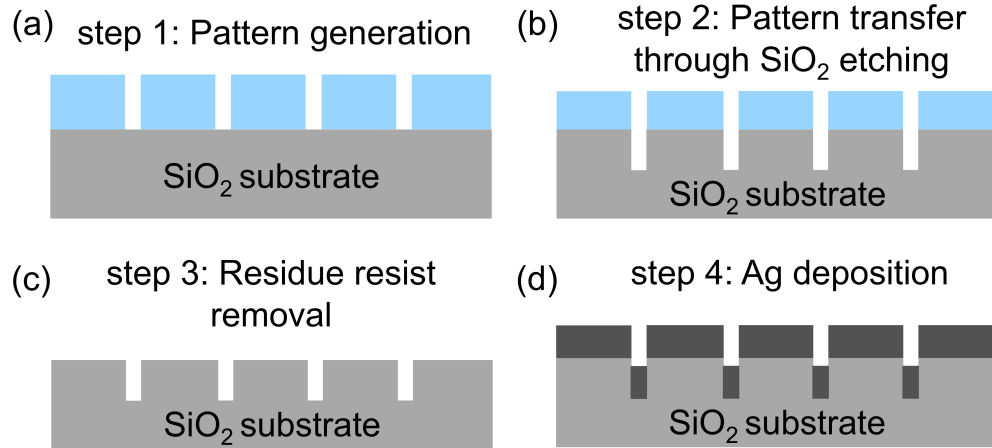 (a) step 1: Pattern generation
SiO₂ substrate
(b) step 2: Pattern transfer
through SiO₂ etching
SiO₂ substrate
(c) step 3: Residue resist
removal
SiO₂ substrate
(d) step 4: Ag deposition
SiO₂ substrate